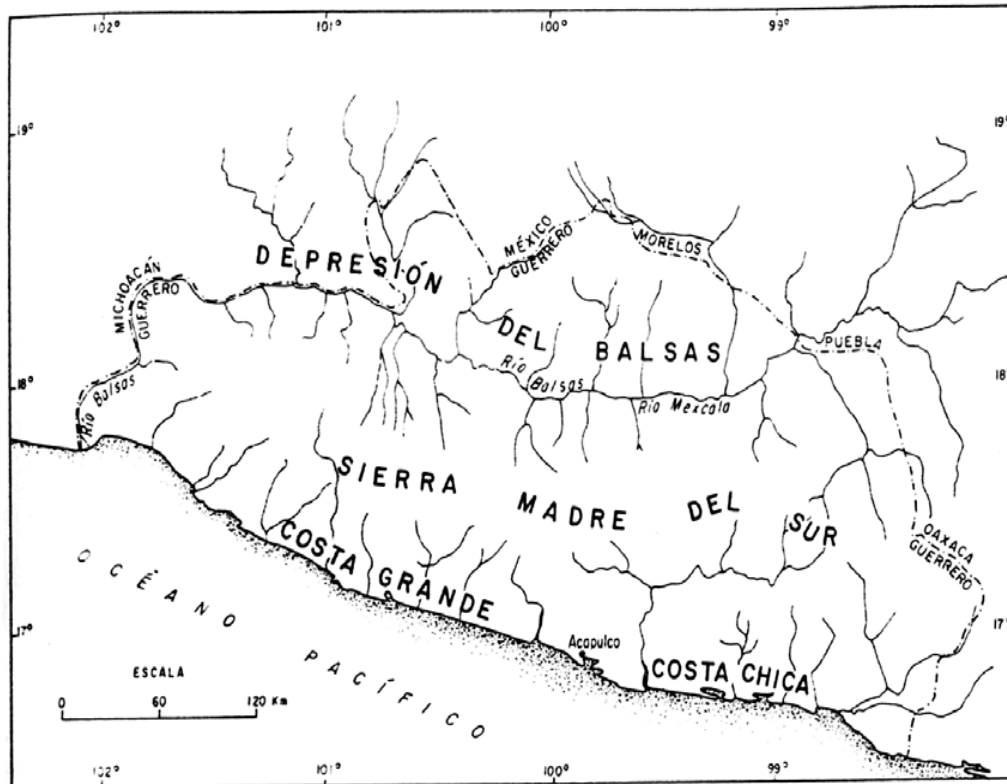 102° 101° 100° 99°
19° 19°
DEPRESIÓN
MÉXICO
GUERRERO
MORELOS
MICHOACÁN
GUERRERO
DEL BALSAS
PUEBLA
Río Balsas
18° 18°
Río Balsas
Río Mexcala
SIERRA MADRE DEL SUR
OAXACA
GUERRERO
COSTA GRANDE
OCÉANO PACÍFICO
17° 17°
Acapulco
COSTA CHICA
ESCALA
0 60 120 Km
102° 101° 100° 99°